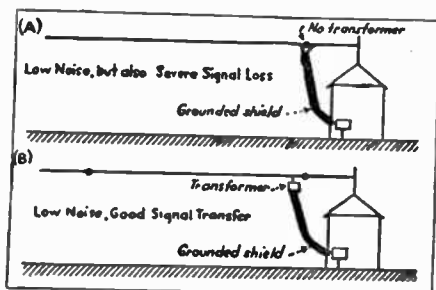 (A)
No transformer
Low Noise, but also Severe Signal Loss
Grounded shield
(B)
Transformer
Low Noise, Good Signal Transfer
Grounded shield